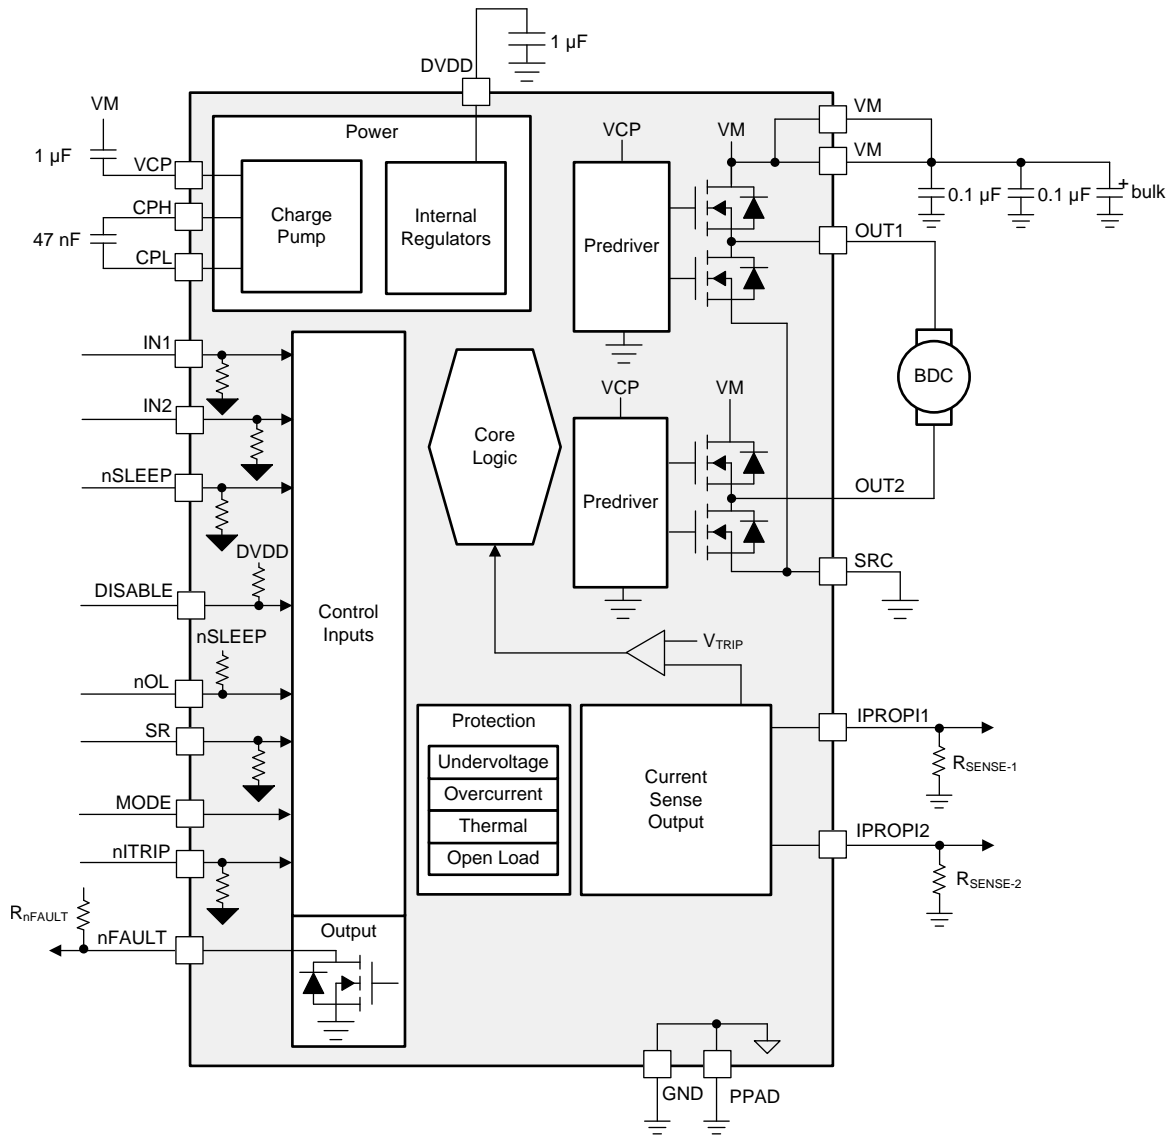 1 µF
DVDD
VM
1 µF
VCP
CPH
47 nF
CPL
Power
Charge
Pump
Internal
Regulators
VCP
VM
Predriver
VM
VM
0.1 µF
0.1 µF
+
bulk
OUT1
BDC
IN1
IN2
nSLEEP
DVDD
DISABLE
nSLEEP
nOL
SR
MODE
nITRIP
RnFAULT
nFAULT
Control
Inputs
Output
Core
Logic
VCP
VM
Predriver
OUT2
SRC
VTRIP
Protection
Undervoltage
Overcurrent
Thermal
Open Load
Current
Sense
Output
IPROPI1
RSENSE-1
IPROPI2
RSENSE-2
GND
PPAD